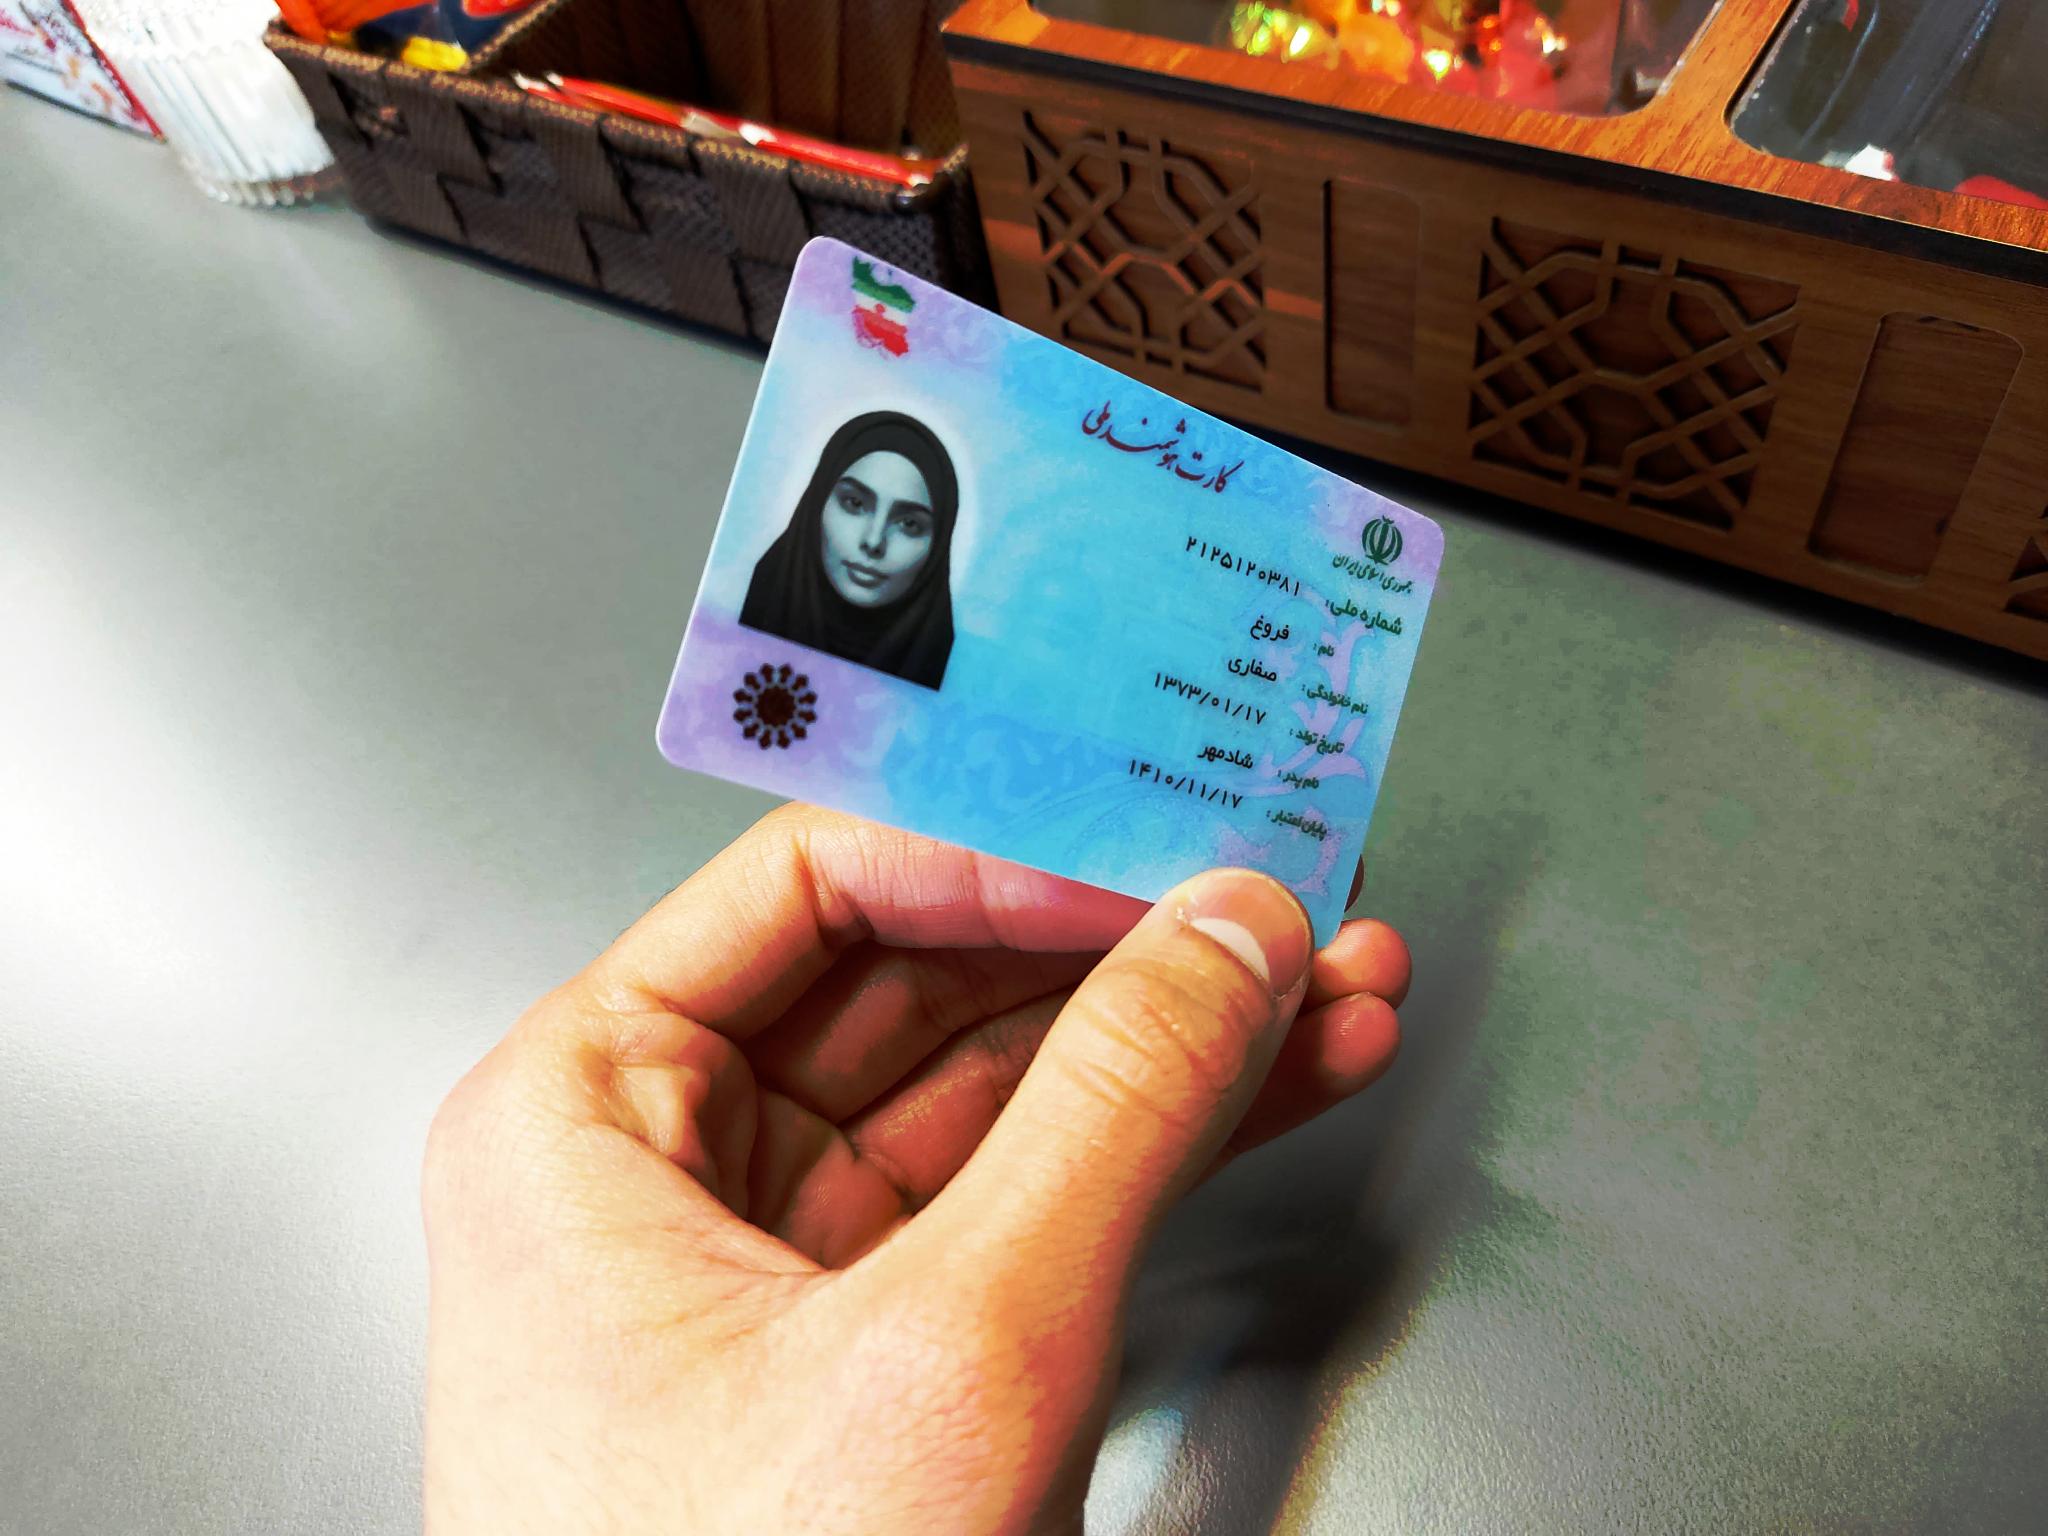 کارت هوشمند ملی
جمهوری اسلامی ایران
شماره ملی: ۲۱۲۵۱۲۰۳۸۱
نام: فروغ
نام خانوادگی: صفاری
تاریخ تولد: ۱۳۷۳/۰۱/۱۷
نام پدر: شادمهر
پایان اعتبار: ۱۴۱۰/۱۱/۱۷